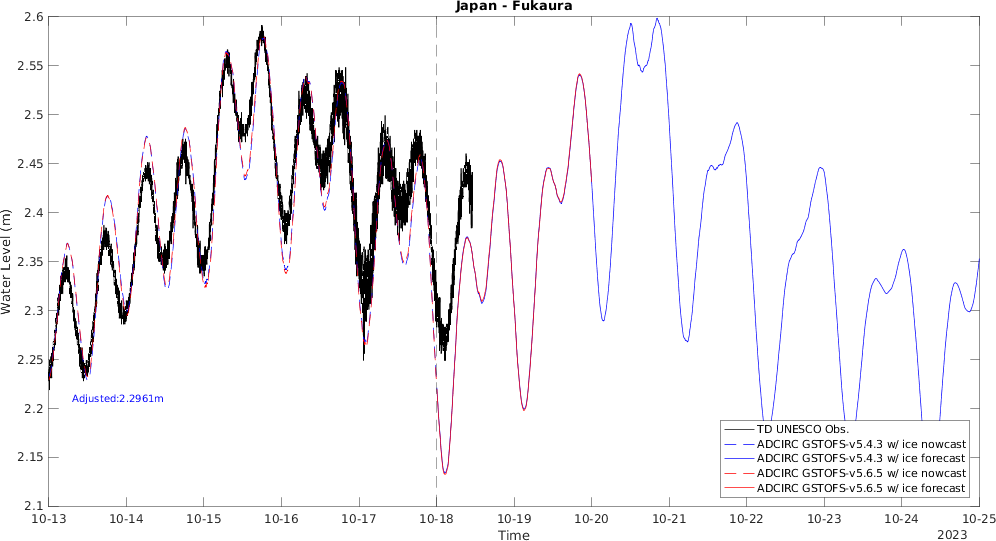 Japan - Fukaura
Water Level (m)
2.6
2.55
2.5
2.45
2.4
2.35
2.3
2.25
2.2
2.15
2.1
Adjusted:2.2961m
TD UNESCO Obs.
ADCIRC GSTOFS-v5.4.3 w/ ice nowcast
ADCIRC GSTOFS-v5.4.3 w/ ice forecast
ADCIRC GSTOFS-v5.6.5 w/ ice nowcast
ADCIRC GSTOFS-v5.6.5 w/ ice forecast
10-13 10-14 10-15 10-16 10-17 10-18 10-19 10-20 10-21 10-22 10-23 10-24 10-25
Time
2023